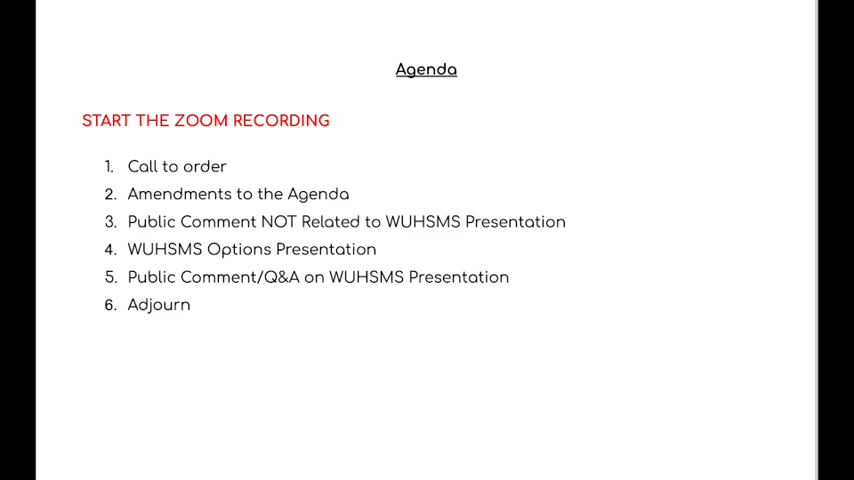 Agenda
START THE ZOOM RECORDING
1. Call to order
2. Amendments to the Agenda
3. Public Comment NOT Related to WUHSMS Presentation
4. WUHSMS Options Presentation
5. Public Comment/Q&A on WUHSMS Presentation
6. Adjourn